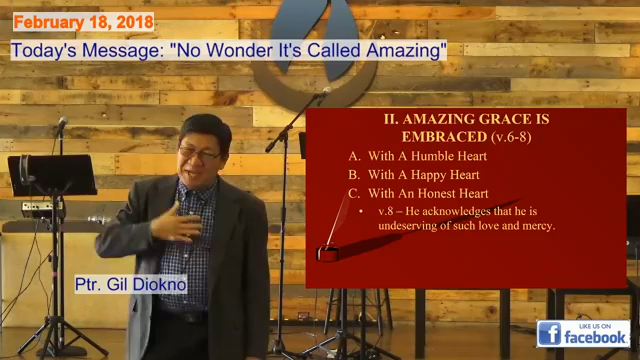 February 18, 2018
Today's Message: "No Wonder It's Called Amazing"
II. AMAZING GRACE IS
EMBRACED (v.6-8)
A. With A Humble Heart
B. With A Happy Heart
C. With An Honest Heart
• v.8 – He acknowledges that he is
undeserving of such love and mercy.
Ptr. Gil Diokno
LIKE US ON
facebook